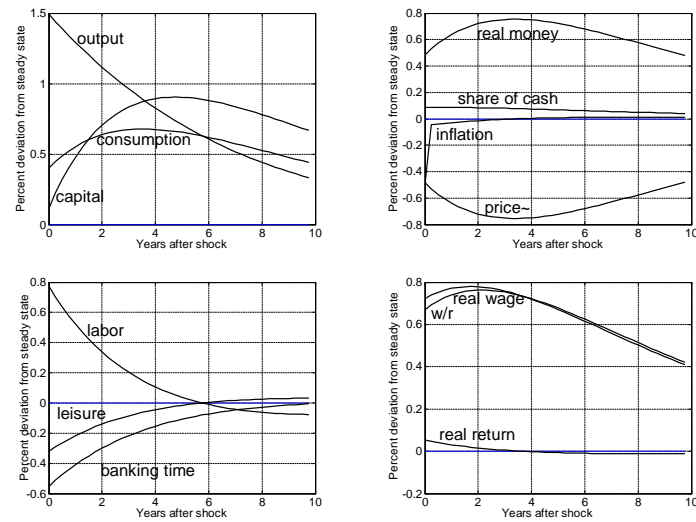 Percent deviation from steady state
1.5
1
0.5
0
output
consumption
capital
0 2 4 6 8 10
Years after shock
Percent deviation from steady state
0.8
0.6
0.4
0.2
0
-0.2
-0.4
-0.6
-0.8
real money
share of cash
inflation
price~
0 2 4 6 8 10
Years after shock
Percent deviation from steady state
0.8
0.6
0.4
0.2
0
-0.2
-0.4
-0.6
labor
leisure
banking time
0 2 4 6 8 10
Years after shock
Percent deviation from steady state
0.8
0.6
0.4
0.2
0
-0.2
real wage
w/r
real return
0 2 4 6 8 10
Years after shock